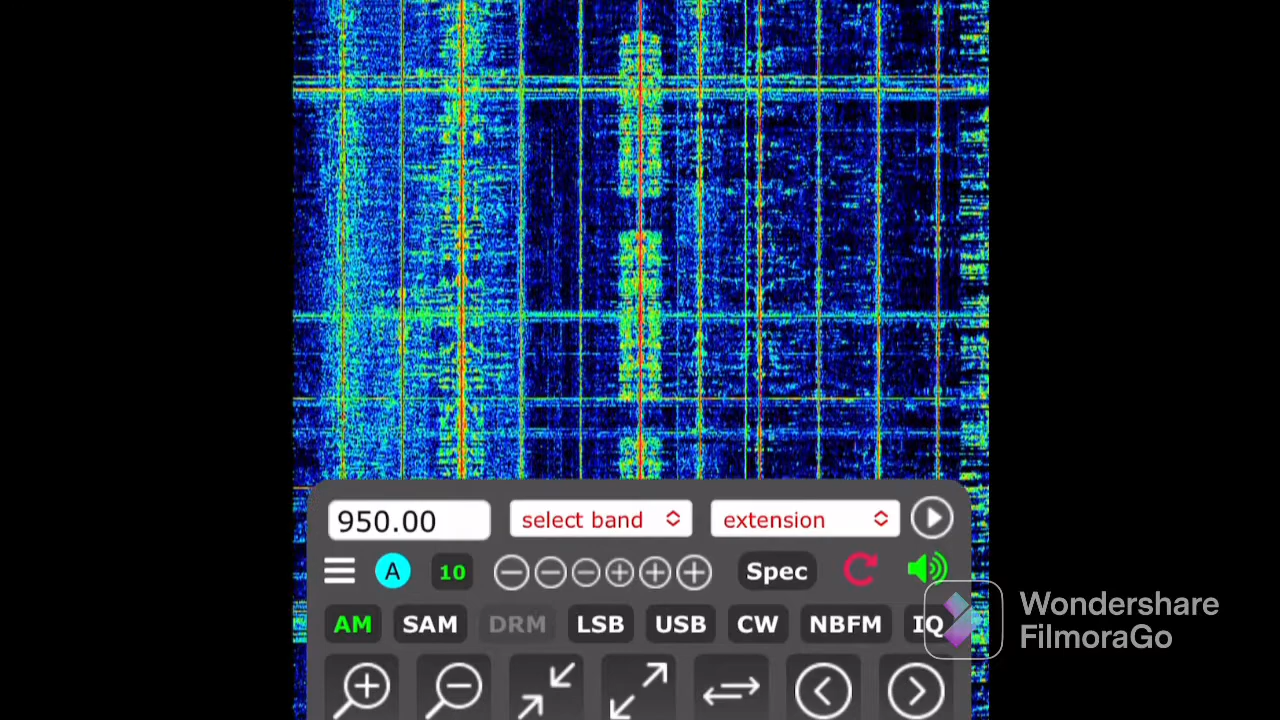 950.00 select band extension
A 10 Spec
AM SAM DRM LSB USB CW NBFM IQ
Wondershare
FilmoraGo